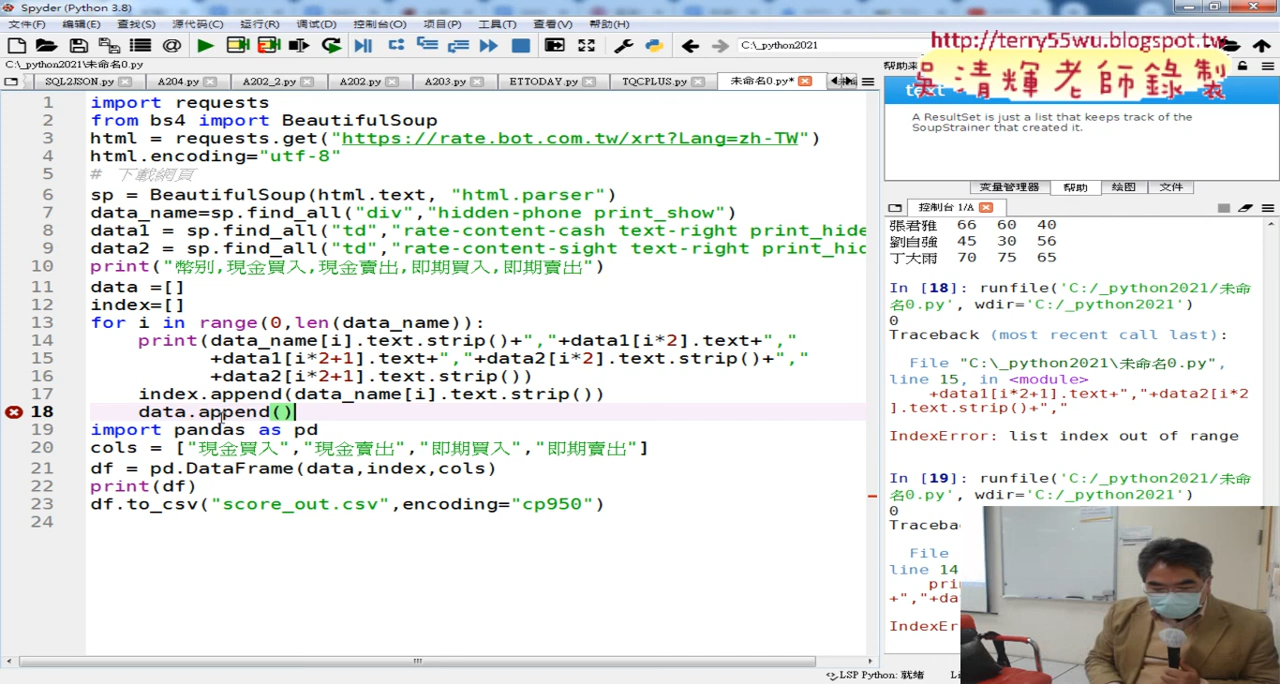 Spyder (Python 3.8)
文件(F) 编辑(E) 查找(S) 源代码(C) 运行(R) 调试(D) 控制台(O) 项目(P) 工具(T) 查看(V) 帮助(H)
C:\_python2021
http://terry55wu.blogspot.tw
吳清輝老師錄製
C:\_python2021\未命名0.py
SQL2JSON.py A204.py A202_2.py A202.py A203.py ETTODAY.py TQCPLUS.py 未命名0.py*
1 import requests
2 from bs4 import BeautifulSoup
3 html = requests.get("https://rate.bot.com.tw/xrt?Lang=zh-TW")
4 html.encoding="utf-8"
5 # 下載網頁
6 sp = BeautifulSoup(html.text, "html.parser")
7 data_name=sp.find_all("div","hidden-phone print_show")
8 data1 = sp.find_all("td","rate-content-cash text-right print_hide
9 data2 = sp.find_all("td","rate-content-sight text-right print_hid
10 print("幣別,現金買入,現金賣出,即期買入,即期賣出")
11 data =[]
12 index=[]
13 for i in range(0,len(data_name)):
14 print(data_name[i].text.strip()+","+data1[i*2].text+","
15 +data1[i*2+1].text+","+data2[i*2].text.strip()+","
16 +data2[i*2+1].text.strip())
17 index.append(data_name[i].text.strip())
18 data.append()
19 import pandas as pd
20 cols = ["現金買入","現金賣出","即期買入","即期賣出"]
21 df = pd.DataFrame(data,index,cols)
22 print(df)
23 df.to_csv("score_out.csv",encoding="cp950")
24
text
A ResultSet is just a list that keeps track of the
SoupStrainer that created it.
变量管理器 帮助 绘图 文件
控制台 1/A
張君雅 66 60 40
劉自強 45 30 56
丁大雨 70 75 65
In [18]: runfile('C:/_python2021/未命
名0.py', wdir='C:/_python2021')
0
Traceback (most recent call last):
File "C:\_python2021\未命名0.py",
line 15, in <module>
+data1[i*2+1].text+","+data2[i*2
].text.strip()+","
IndexError: list index out of range
In [19]: runfile('C:/_python2021/未命
名0.py', wdir='C:/_python2021')
0
File
line 14
LSP Python: 就绪